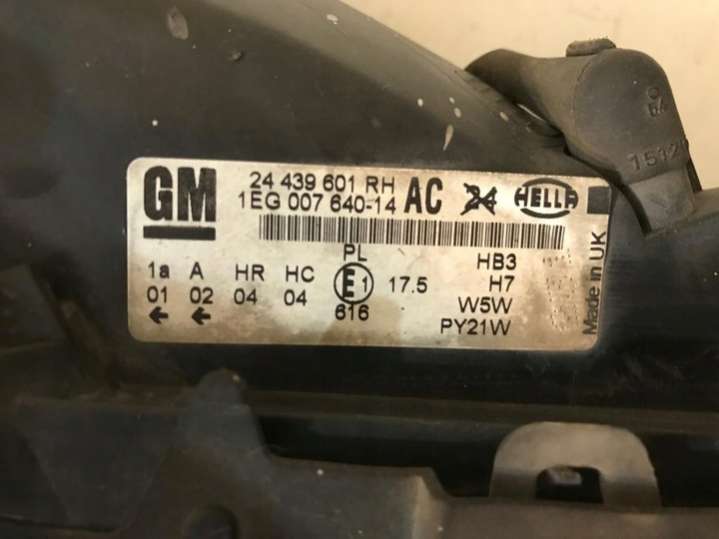 GM
24 439 601 RH
1EG 007 640-14 AC 24 HELLA
PL
1a A HR HC E1 17.5 HB3
01 02 04 04 H7
616 W5W
PY21W
Made in UK